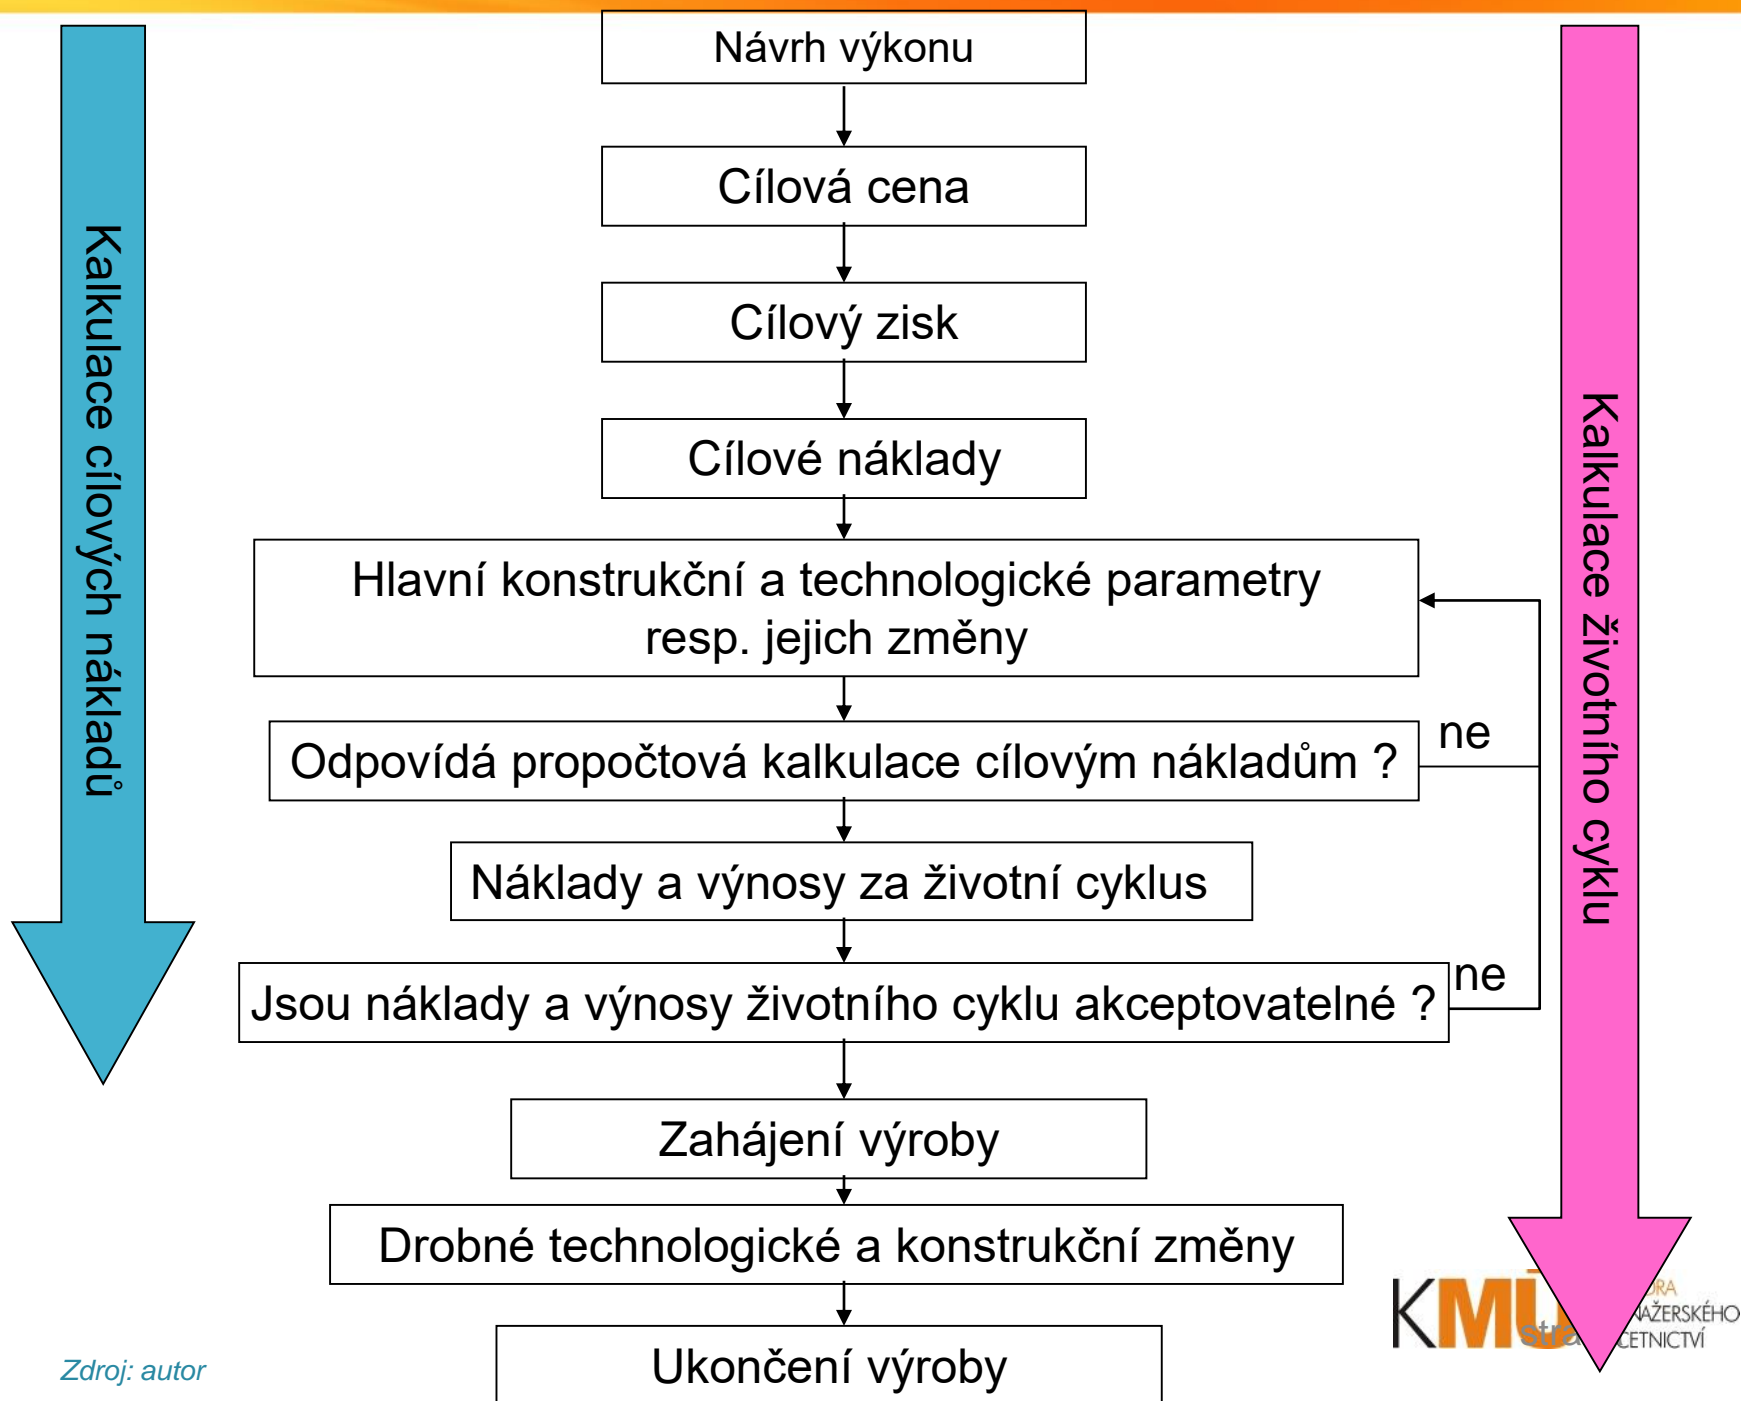 Návrh výkonu
Cílová cena
Cílový zisk
Cílové náklady
Hlavní konstrukční a technologické parametry
resp. jejich změny
Odpovídá propočtová kalkulace cílovým nákladům ?
ne
Náklady a výnosy za životní cyklus
Jsou náklady a výnosy životního cyklu akceptovatelné ?
ne
Zahájení výroby
Drobné technologické a konstrukční změny
Ukončení výroby
Kalkulace cílových nákladů
Kalkulace životního cyklu
Zdroj: autor